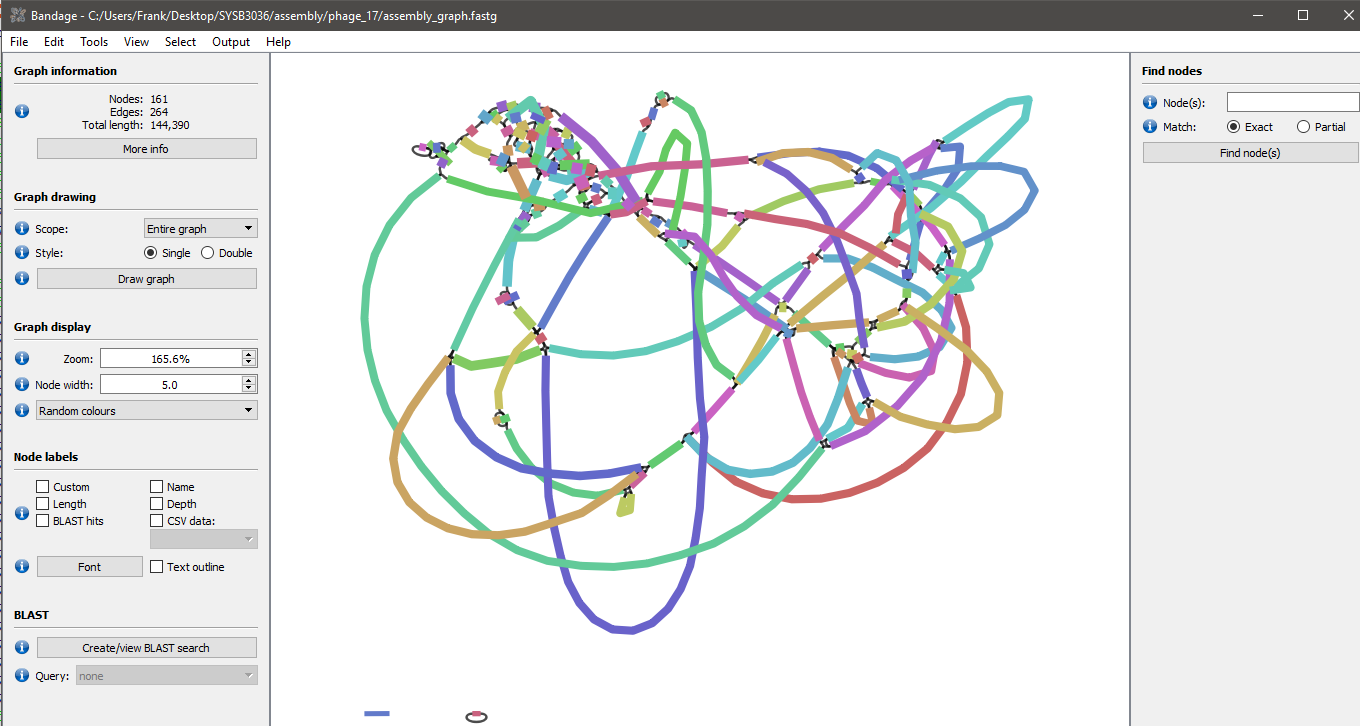 Bandage - C:/Users/Frank/Desktop/SYSB3036/assembly/phage_17/assembly_graph.fastg
File Edit Tools View Select Output Help
Graph information
Nodes: 161
Edges: 264
Total length: 144,390
More info
Graph drawing
Scope: Entire graph
Style: Single Double
Draw graph
Graph display
Zoom: 165.6%
Node width: 5.0
Random colours
Node labels
Custom Name
Length Depth
BLAST hits CSV data:
Font Text outline
BLAST
Create/view BLAST search
Query: none
Find nodes
Node(s):
Match: Exact Partial
Find node(s)